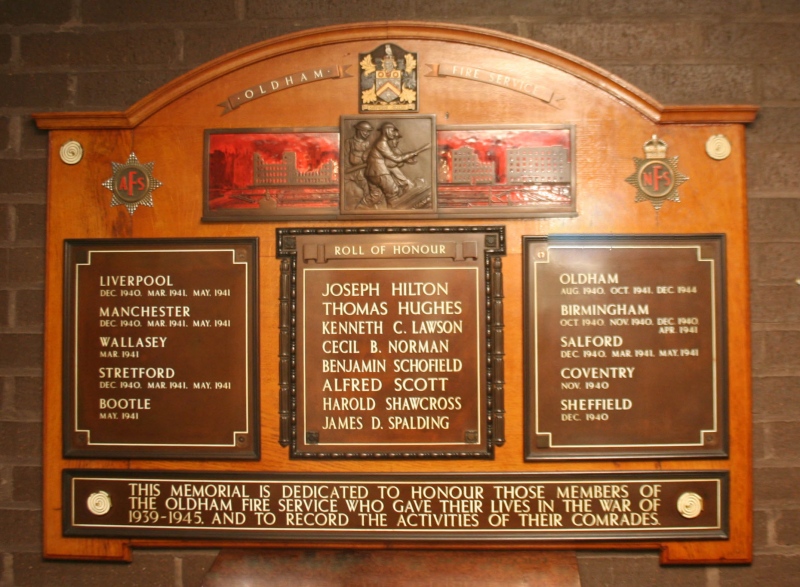 OLDHAM
FIRE SERVICE
AFS
NFS
LIVERPOOL
DEC 1940. MAR. 1941. MAY. 1941
MANCHESTER
DEC 1940. MAR. 1941. MAY. 1941
WALLASEY
MAR. 1941
STRETFORD
DEC 1940. MAR. 1941. MAY. 1941
BOOTLE
MAY. 1941
ROLL OF HONOUR
JOSEPH HILTON
THOMAS HUGHES
KENNETH C. LAWSON
CECIL B. NORMAN
BENJAMIN SCHOFIELD
ALFRED SCOTT
HAROLD SHAWCROSS
JAMES D. SPALDING
OLDHAM
AUG 1940. OCT 1941. DEC 1944
BIRMINGHAM
OCT 1940. NOV. 1940. DEC 1940.
APR. 1941
SALFORD
DEC 1940. MAR 1941. MAY. 1941
COVENTRY
NOV. 1940
SHEFFIELD
DEC. 1940
THIS MEMORIAL IS DEDICATED TO HONOUR THOSE MEMBERS OF
THE OLDHAM FIRE SERVICE WHO GAVE THEIR LIVES IN THE WAR OF
1939-1945. AND TO RECORD THE ACTIVITIES OF THEIR COMRADES.